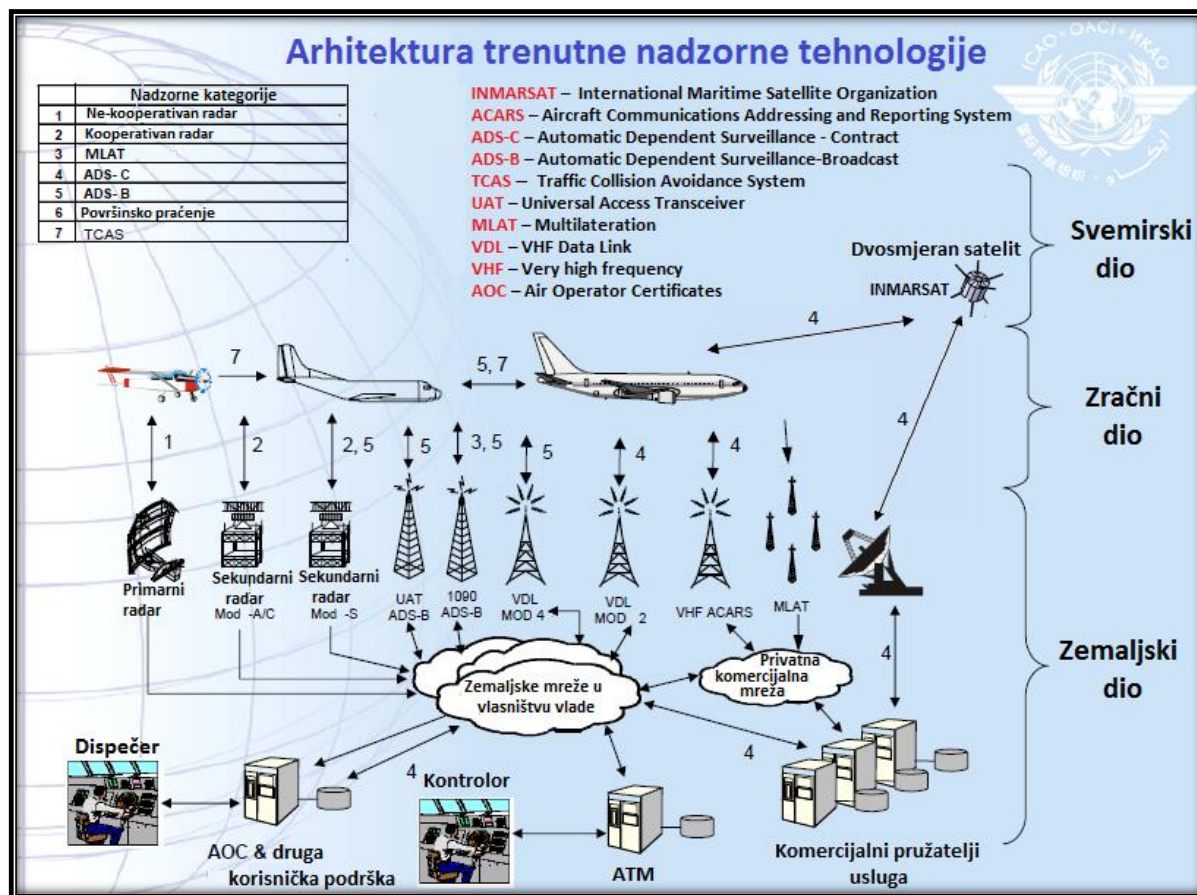 Arhitektura trenutne nadzorne tehnologije
ICAO • OACI • ИКАО
Nadzorne kategorije
1 Ne-kooperativan radar
2 Kooperativan radar
3 MLAT
4 ADS- C
5 ADS- B
6 Površinsko praćenje
7 TCAS
INMARSAT – International Maritime Satellite Organization
ACARS – Aircraft Communications Addressing and Reporting System
ADS-C – Automatic Dependent Surveillance - Contract
ADS-B – Automatic Dependent Surveillance-Broadcast
TCAS – Traffic Collision Avoidance System
UAT – Universal Access Transceiver
MLAT – Multilateration
VDL – VHF Data Link
VHF – Very high frequency
AOC – Air Operator Certificates
Svemirski
dio
Dvosmjeran satelit
INMARSAT
4
7
5, 7
4
Zračni
dio
1
2
2, 5
5
3, 5
5
4
4
Primarni
radar
Sekundarni
radar
Mod -A/C
Sekundarni
radar
Mod -S
UAT
ADS-B
1090
ADS-B
VDL
MOD 4
VDL
MOD 2
VHF ACARS
MLAT
Zemaljske mreže u
vlasništvu vlade
Privatna
komercijalna
mreža
4
Zemaljski
dio
4
4
Dispečer
Kontrolor
AOC & druga
korisnička podrška
ATM
Komercijalni pružatelji
usluga